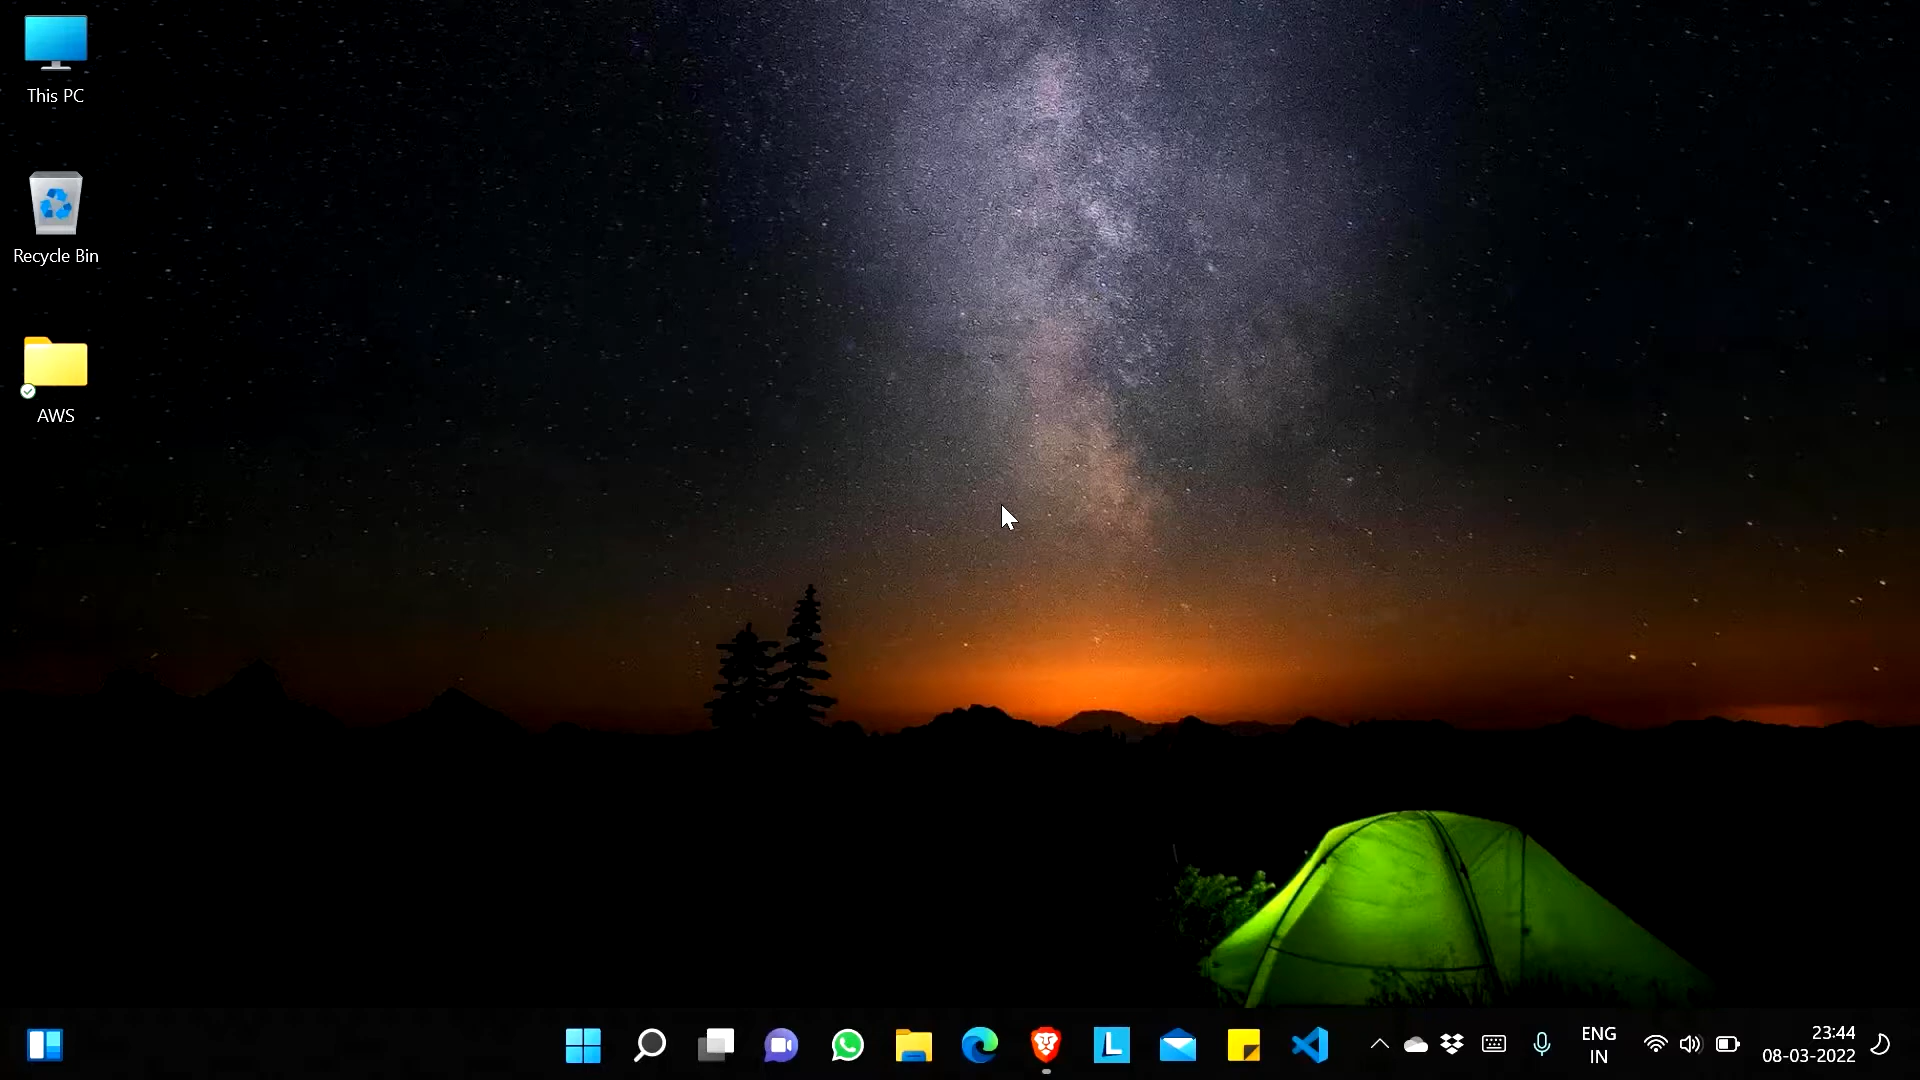 This PC
Recycle Bin
AWS
L
ENG
IN
23:44
08-03-2022